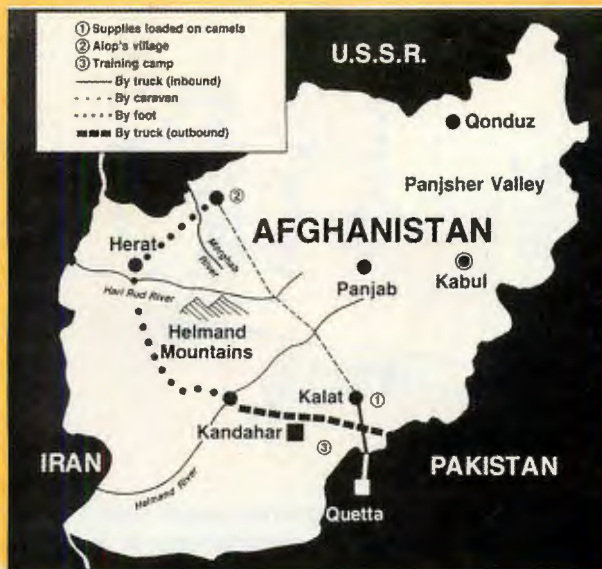 ① Supplies loaded on camels
② Alop's village
③ Training camp
By truck (inbound)
By caravan
By foot
By truck (outbound)
U.S.S.R.
Qonduz
Panjsher Valley
②
AFGHANISTAN
Herat
Morghab
River
Kabul
Panjab
Hari Rud River
Helmand
Mountains
Kalat
①
Kandahar
③
IRAN
PAKISTAN
Helmand River
Quetta